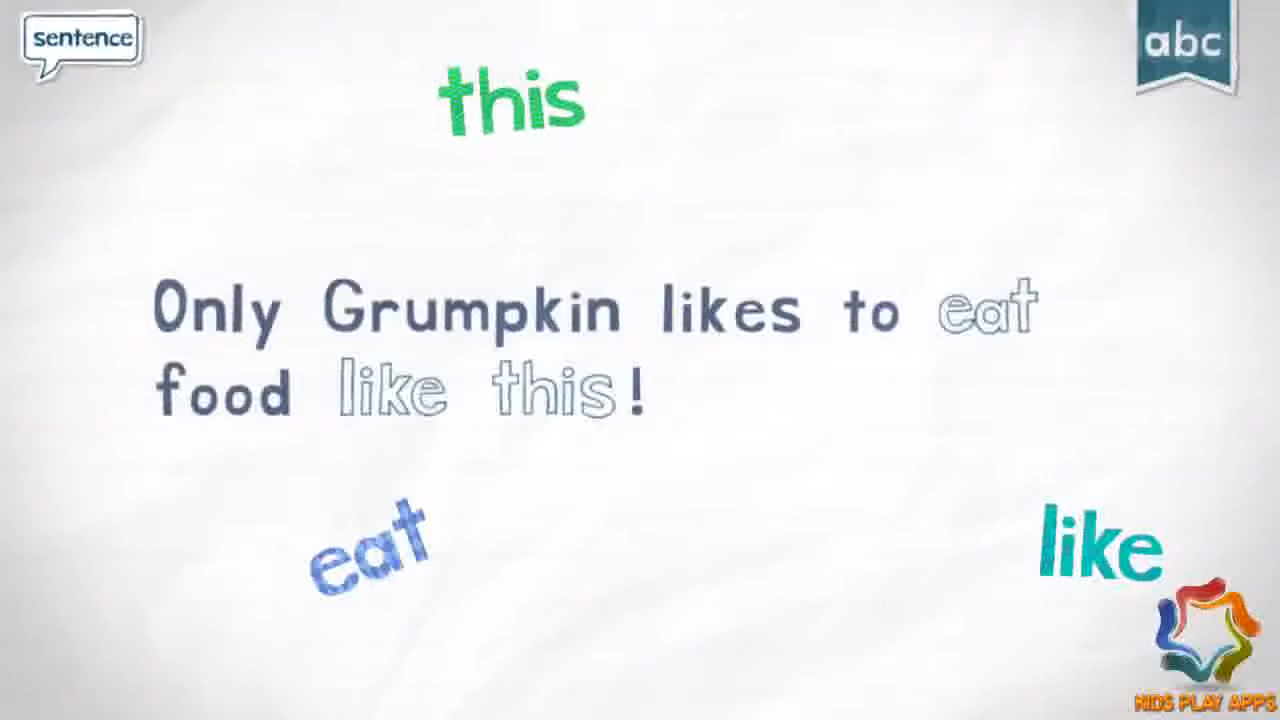 sentence
abc
this
Only Grumpkin likes to eat
food like this!
eat
like
KIDS PLAY APPS